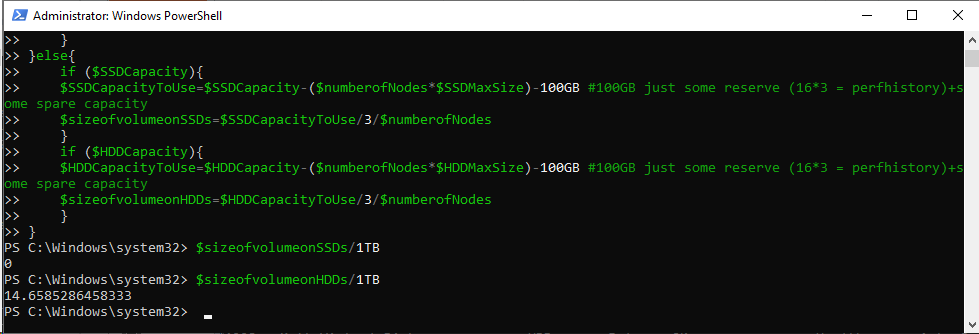 Administrator: Windows PowerShell
>>     }
>> }else{
>>     if ($SSDCapacity){
>>     $SSDCapacityToUse=$SSDCapacity-($numberofNodes*$SSDMaxSize)-100GB #100GB just some reserve (16*3 = perfhistory)+s
ome spare capacity
>>     $sizeofvolumeonSSDs=$SSDCapacityToUse/3/$numberofNodes
>>     }
>>     if ($HDDCapacity){
>>     $HDDCapacityToUse=$HDDCapacity-($numberofNodes*$HDDMaxSize)-100GB #100GB just some reserve (16*3 = perfhistory)+s
ome spare capacity
>>     $sizeofvolumeonHDDs=$HDDCapacityToUse/3/$numberofNodes
>>     }
>> }
PS C:\Windows\system32> $sizeofvolumeonSSDs/1TB
0
PS C:\Windows\system32> $sizeofvolumeonHDDs/1TB
14.6585286458333
PS C:\Windows\system32>